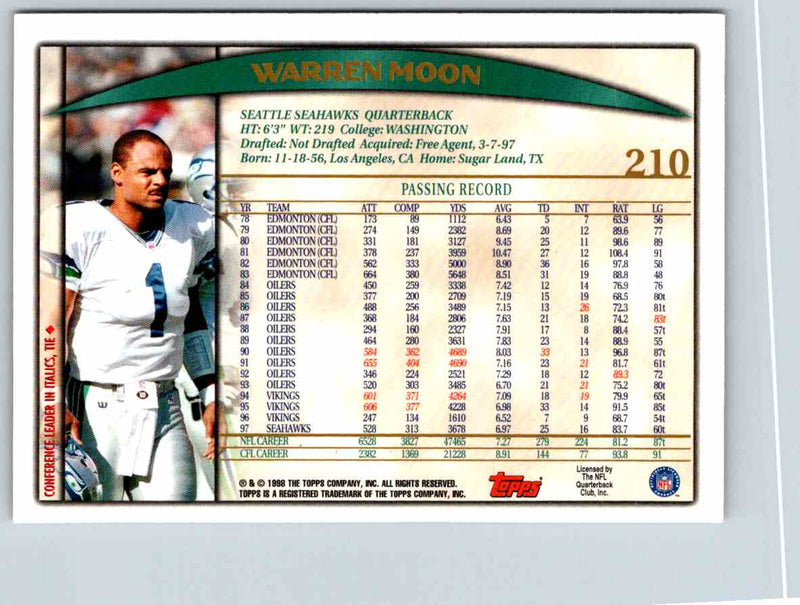 WARREN MOON
SEATTLE SEAHAWKS QUARTERBACK
HT: 6'3" WT: 219 College: WASHINGTON
Drafted: Not Drafted Acquired: Free Agent, 3-7-97
Born: 11-18-56, Los Angeles, CA Home: Sugar Land, TX
210
PASSING RECORD
YR TEAM ATT COMP YDS AVG TD INT RAT LG
78 EDMONTON (CFL) 173 89 1112 6.43 5 7 63.9 56
79 EDMONTON (CFL) 274 149 2382 8.69 20 12 89.6 77
80 EDMONTON (CFL) 331 181 3127 9.45 25 11 98.6 89
81 EDMONTON (CFL) 378 237 3959 10.47 27 12 108.4 91
82 EDMONTON (CFL) 562 333 5000 8.90 36 16 97.8 58
83 EDMONTON (CFL) 664 380 5648 8.51 31 19 88.8 48
84 OILERS 450 259 3338 7.42 12 14 76.9 76
85 OILERS 377 200 2709 7.19 15 19 68.5 80t
86 OILERS 488 256 3489 7.15 13 26 72.3 81t
87 OILERS 368 184 2806 7.63 21 18 74.2 83t
88 OILERS 294 160 2327 7.91 17 8 88.4 57t
89 OILERS 464 280 3631 7.83 23 14 88.9 55
90 OILERS 584 362 4689 8.03 33 13 96.8 87t
91 OILERS 655 404 4690 7.16 23 21 81.7 61t
92 OILERS 346 224 2521 7.29 18 12 89.3 72
93 OILERS 520 303 3485 6.70 21 21 75.2 80t
94 VIKINGS 601 371 4264 7.09 18 19 79.9 65t
95 VIKINGS 606 377 4228 6.98 33 14 91.5 85t
96 VIKINGS 247 134 1610 6.52 7 9 68.7 54t
97 SEAHAWKS 528 313 3678 6.97 25 16 83.7 60t
NFL CAREER 6528 3827 47465 7.27 279 224 81.2 87t
CFL CAREER 2382 1369 21228 8.91 144 77 93.8 91
CONFERENCE LEADER IN ITALICS, TIE ◆
1
® & © 1998 THE TOPPS COMPANY, INC. ALL RIGHTS RESERVED.
TOPPS IS A REGISTERED TRADEMARK OF THE TOPPS COMPANY, INC.
Topps
Licensed by
The NFL
Quarterback
Club, Inc.
NFL